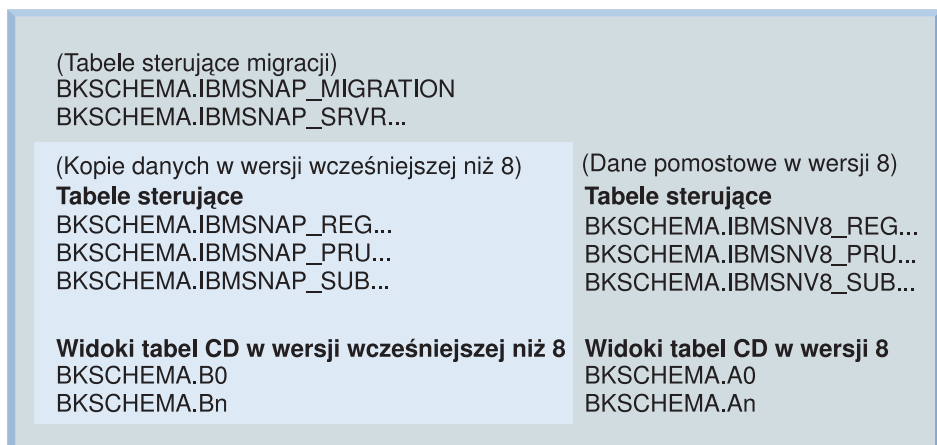 (Tabele sterujące migracji)
BKSCHEMA.IBMSNAP_MIGRATION
BKSCHEMA.IBMSNAP_SRVR...
(Kopie danych w wersji wcześniejszej niż 8)
Tabele sterujące
BKSCHEMA.IBMSNAP_REG...
BKSCHEMA.IBMSNAP_PRU...
BKSCHEMA.IBMSNAP_SUB...
Widoki tabel CD w wersji wcześniejszej niż 8
BKSCHEMA.B0
BKSCHEMA.Bn
(Dane pomostowe w wersji 8)
Tabele sterujące
BKSCHEMA.IBMSNV8_REG...
BKSCHEMA.IBMSNV8_PRU...
BKSCHEMA.IBMSNV8_SUB...
Widoki tabel CD w wersji 8
BKSCHEMA.A0
BKSCHEMA.An